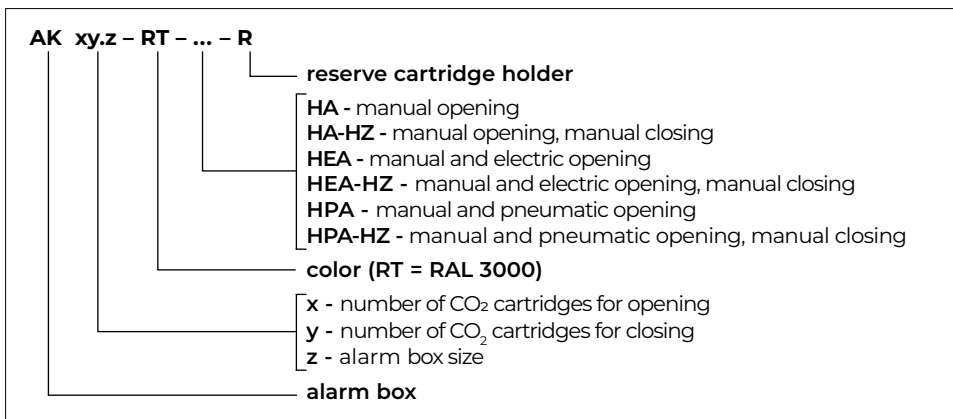 AK xy.z – RT – ... – R
reserve cartridge holder
HA - manual opening
HA-HZ - manual opening, manual closing
HEA - manual and electric opening
HEA-HZ - manual and electric opening, manual closing
HPA - manual and pneumatic opening
HPA-HZ - manual and pneumatic opening, manual closing
color (RT = RAL 3000)
x - number of CO₂ cartridges for opening
y - number of CO₂ cartridges for closing
z - alarm box size
alarm box